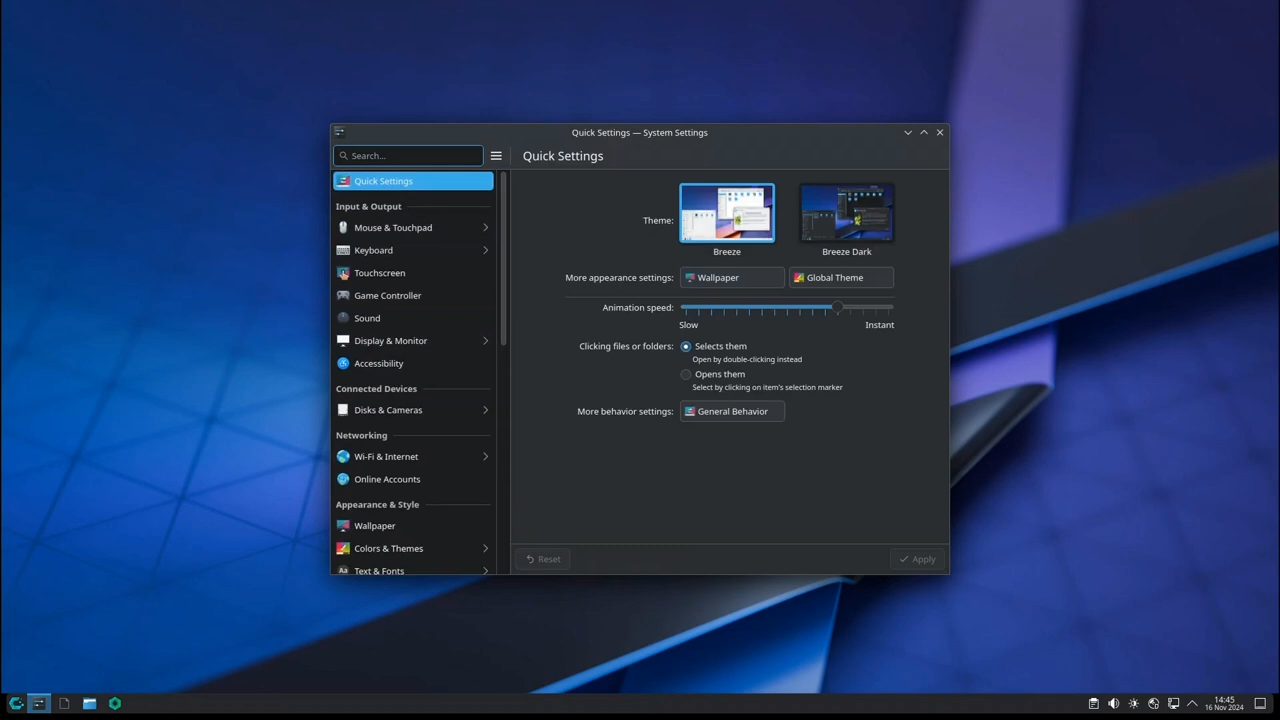 Quick Settings — System Settings
Search...
Quick Settings
Quick Settings
Input & Output
Mouse & Touchpad
Keyboard
Touchscreen
Game Controller
Sound
Display & Monitor
Accessibility
Connected Devices
Disks & Cameras
Networking
Wi-Fi & Internet
Online Accounts
Appearance & Style
Wallpaper
Colors & Themes
Aa Text & Fonts
Theme:
Breeze
Breeze Dark
More appearance settings:
Wallpaper
Global Theme
Animation speed:
Slow
Instant
Clicking files or folders:
Selects them
Open by double-clicking instead
Opens them
Select by clicking on item's selection marker
More behavior settings:
General Behavior
Reset
Apply
14:45
16 Nov 2024